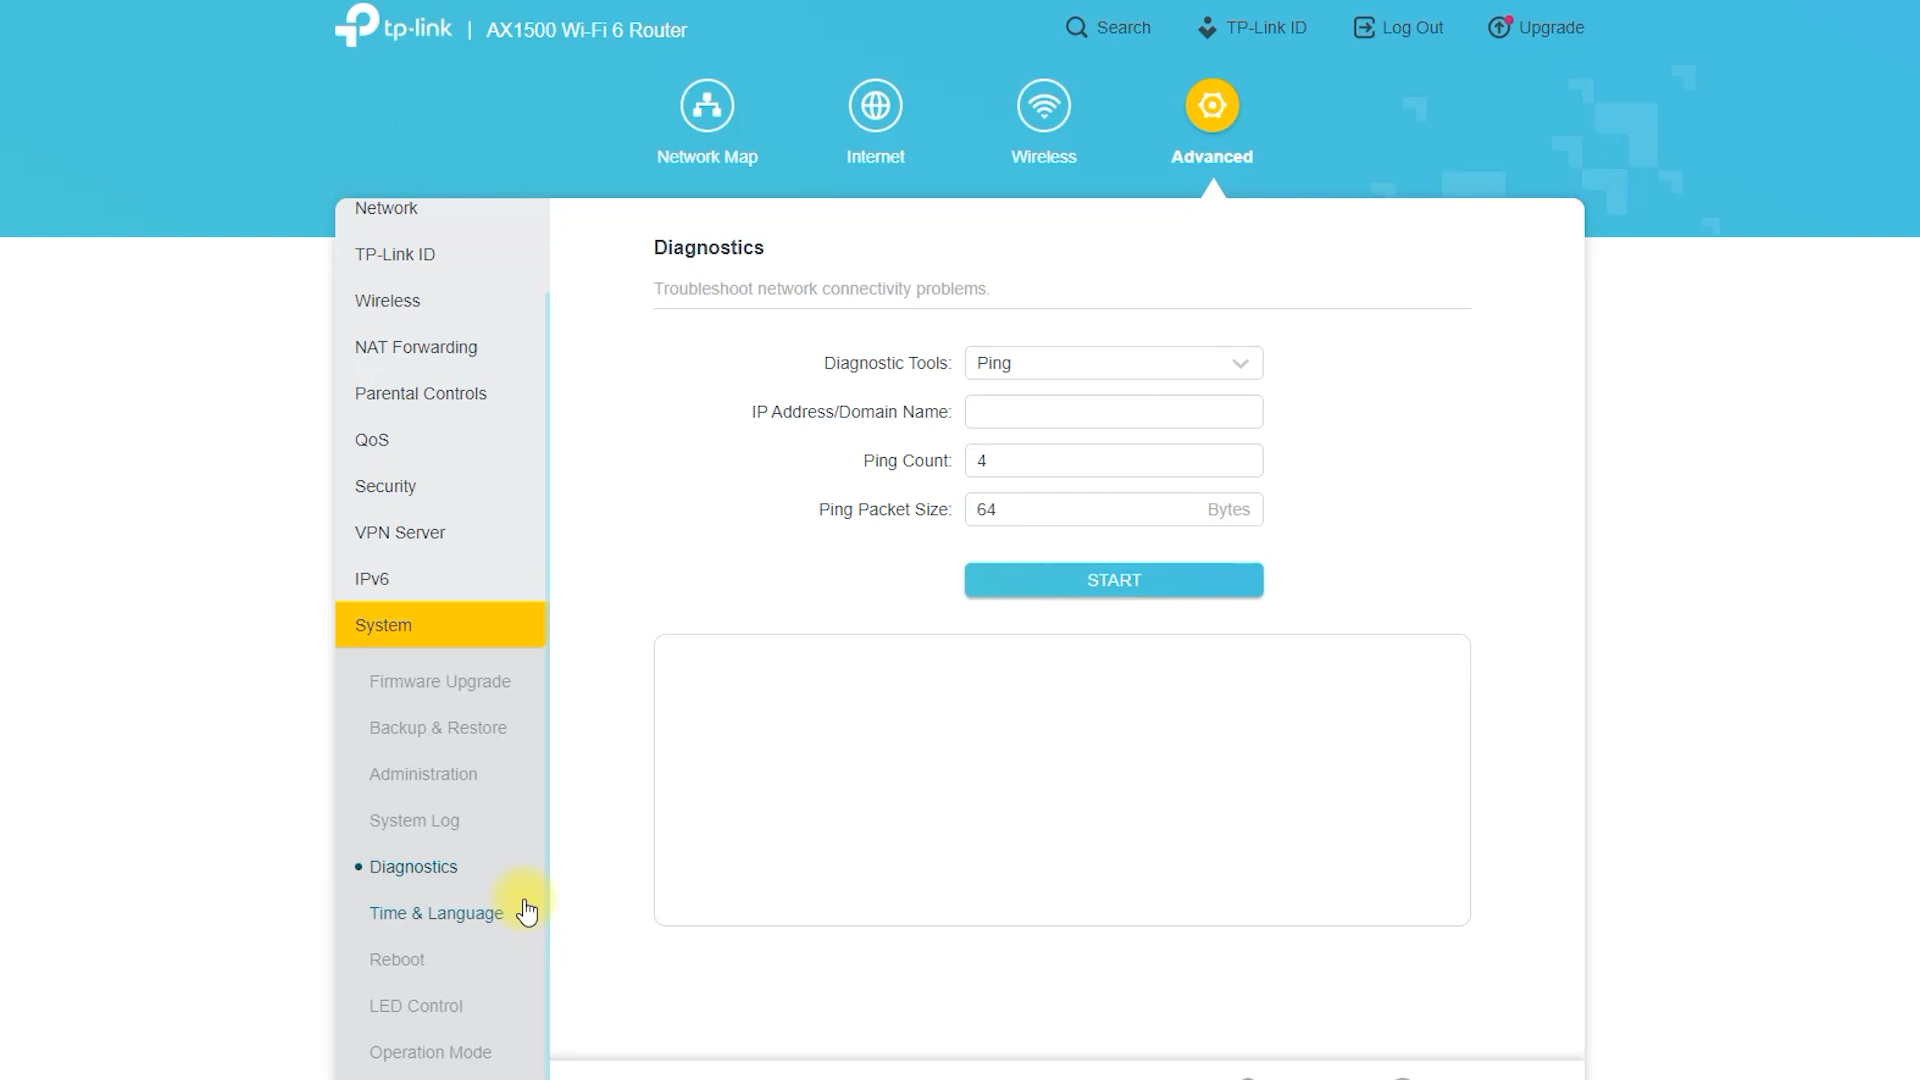 tp-link | AX1500 Wi-Fi 6 Router
Search
TP-Link ID
Log Out
Upgrade
Network Map
Internet
Wireless
Advanced
Network
TP-Link ID
Wireless
NAT Forwarding
Parental Controls
QoS
Security
VPN Server
IPv6
System
Firmware Upgrade
Backup & Restore
Administration
System Log
• Diagnostics
Time & Language
Reboot
LED Control
Operation Mode
Diagnostics
Troubleshoot network connectivity problems.
Diagnostic Tools: Ping
IP Address/Domain Name:
Ping Count: 4
Ping Packet Size: 64 Bytes
START